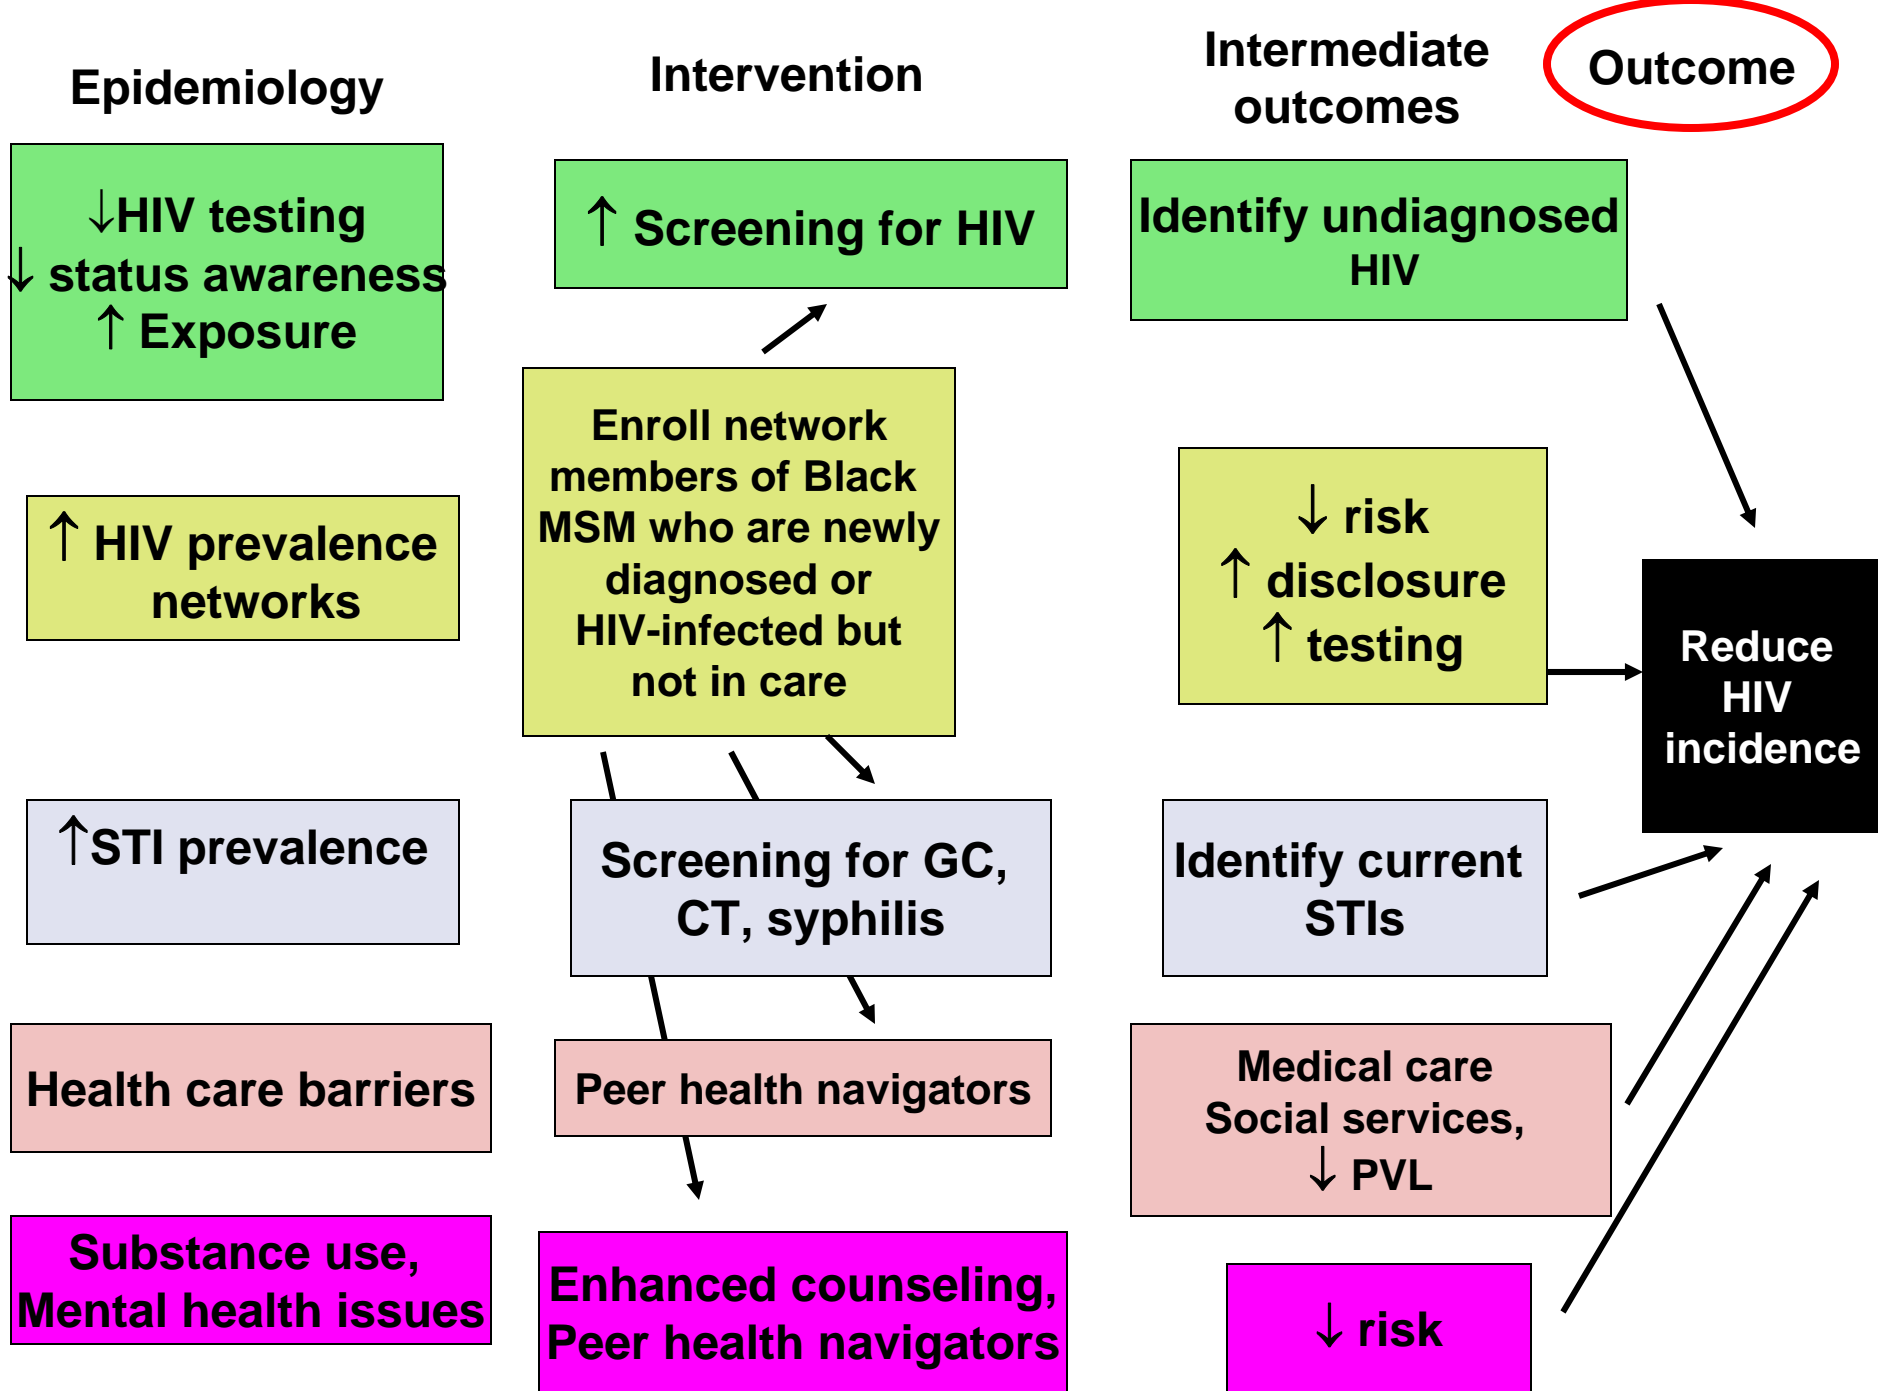 Epidemiology
Intervention
Intermediate
outcomes
Outcome
↓HIV testing
↓ status awareness
↑ Exposure
↑ Screening for HIV
Identify undiagnosed
HIV
↑ HIV prevalence
networks
Enroll network
members of Black
MSM who are newly
diagnosed or
HIV-infected but
not in care
↓ risk
↑ disclosure
↑ testing
Reduce
HIV
incidence
↑STI prevalence
Screening for GC,
CT, syphilis
Identify current
STIs
Health care barriers
Peer health navigators
Medical care
Social services,
↓ PVL
Substance use,
Mental health issues
Enhanced counseling,
Peer health navigators
↓ risk